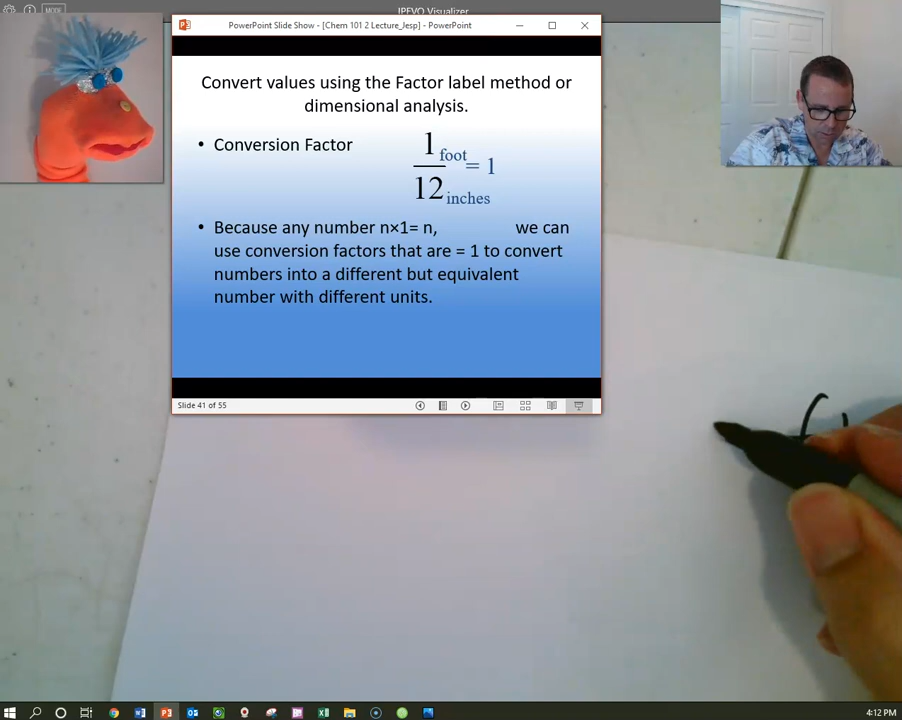 MODE
IPEVO Visualizer
PowerPoint Slide Show - [Chem 101 2 Lecture_Jesp] - PowerPoint
Convert values using the Factor label method or
dimensional analysis.
• Conversion Factor
1 foot
= 1
12 inches
• Because any number n×1= n, we can
use conversion factors that are = 1 to convert
numbers into a different but equivalent
number with different units.
Slide 41 of 55
4:12 PM